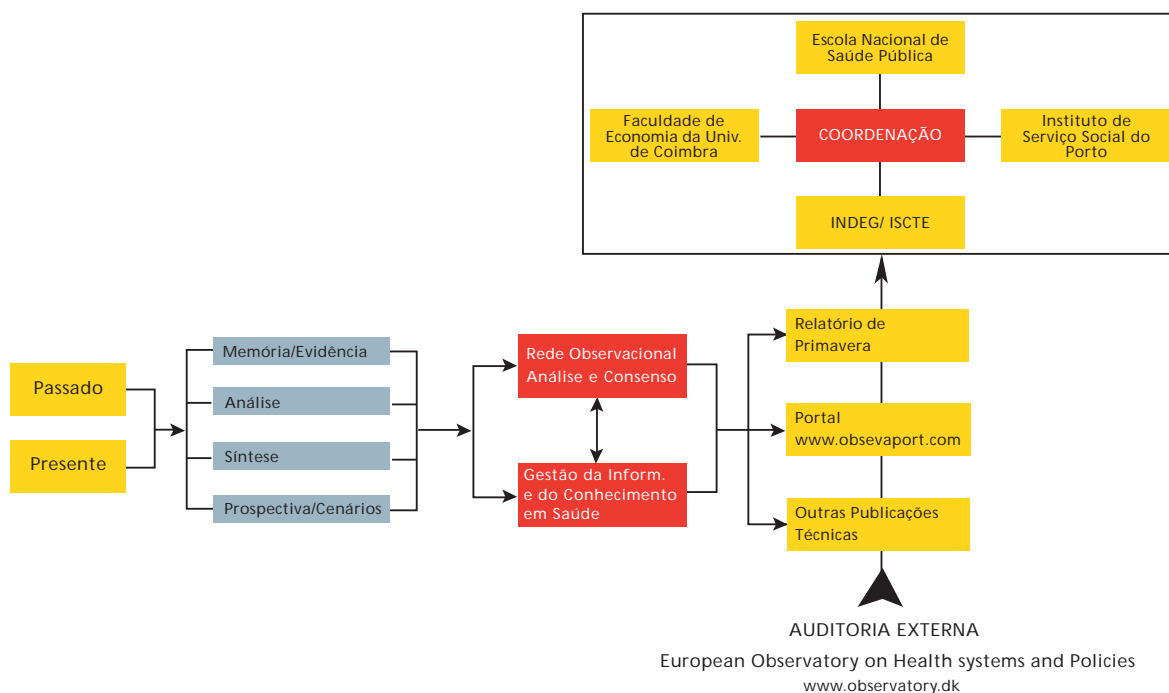 Escola Nacional de
Saúde Pública
Faculdade de
Economia da Univ.
de Coimbra
COORDENAÇÃO
Instituto de
Serviço Social do
Porto
INDEG/ ISCTE
Passado
Presente
Memória/Evidência
Análise
Síntese
Prospectiva/Cenários
Rede Observacional
Análise e Consenso
Gestão da Inform.
e do Conhecimento
em Saúde
Relatório de
Primavera
Portal
www.obsevaport.com
Outras Publicações
Técnicas
AUDITORIA EXTERNA
European Observatory on Health systems and Policies
www.observatory.dk